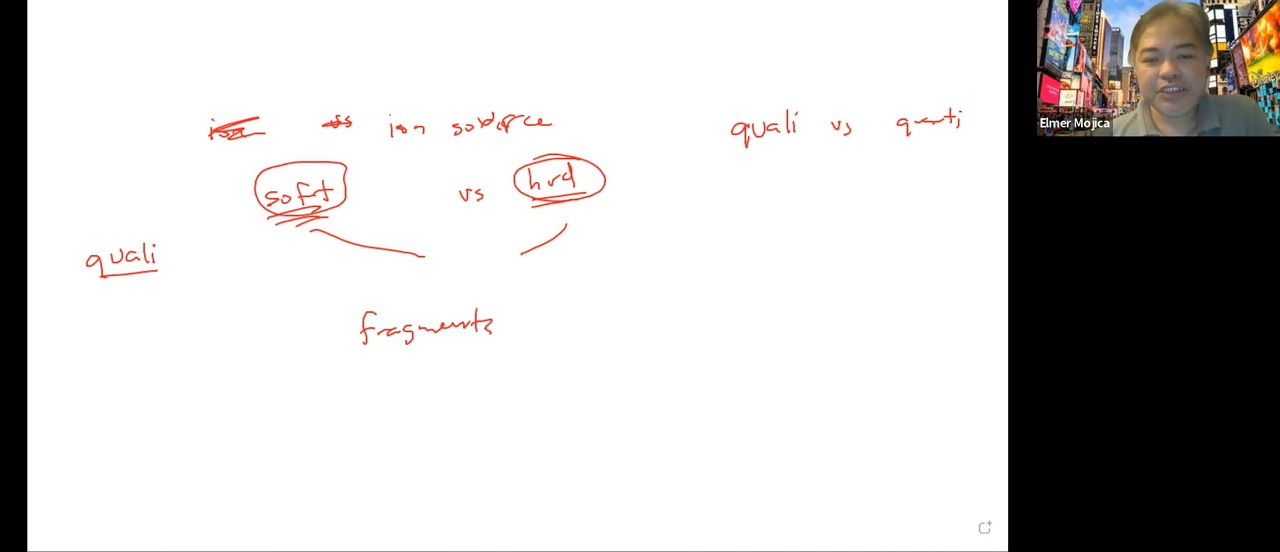 ion source
quali vs quanti
soft vs hrd
quali
fragments
Elmer Mojica